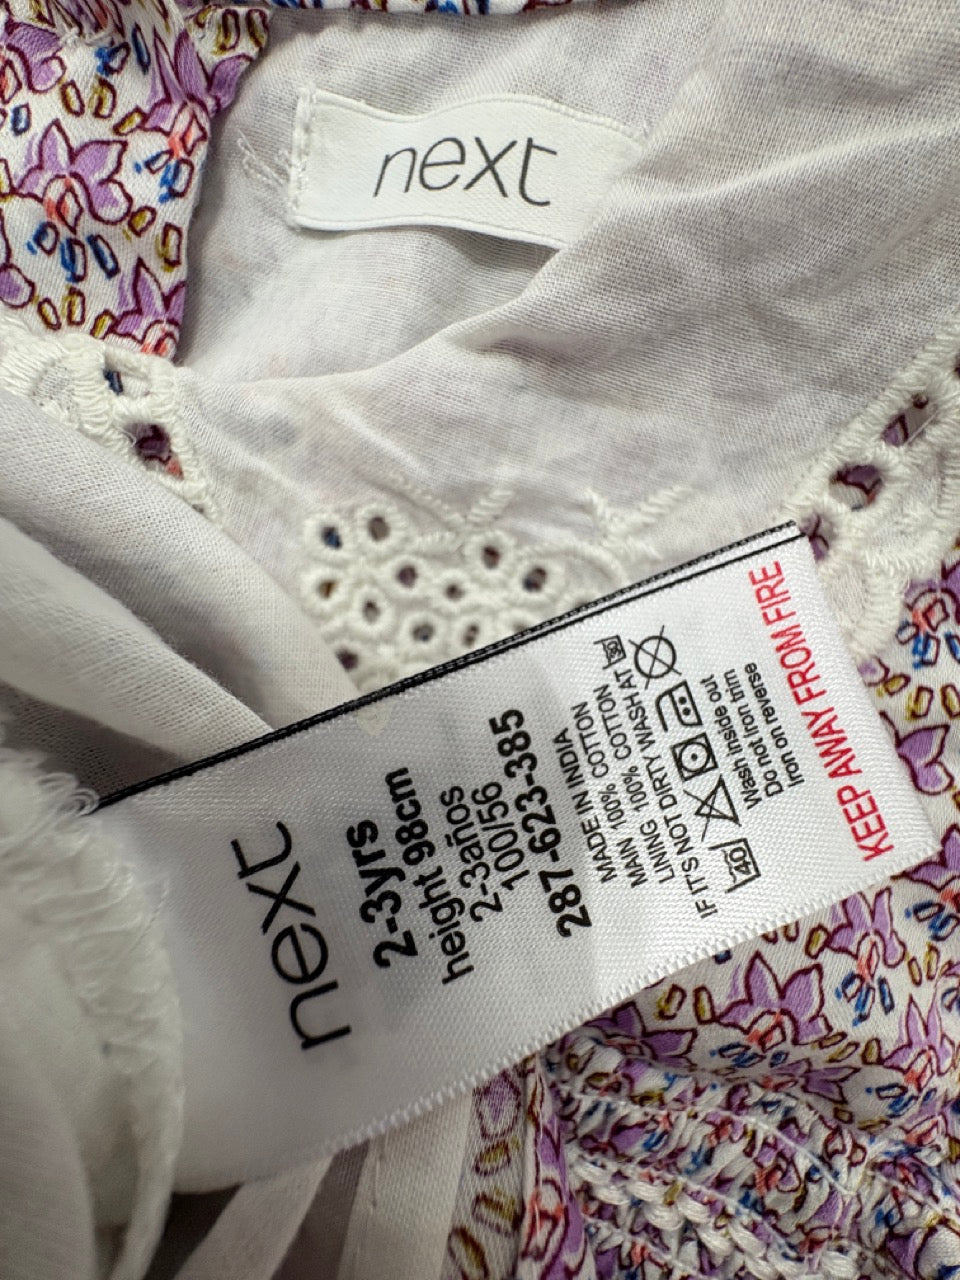 next
next
2-3yrs
height 98cm
2-3años
100/56
287-623-385
MADE IN INDIA
MAIN 100% COTTON
LINING 100% COTTON
IF IT'S NOT DIRTY WASH AT 30
40
Wash inside out
Do not iron trim
Iron on reverse
KEEP AWAY FROM FIRE